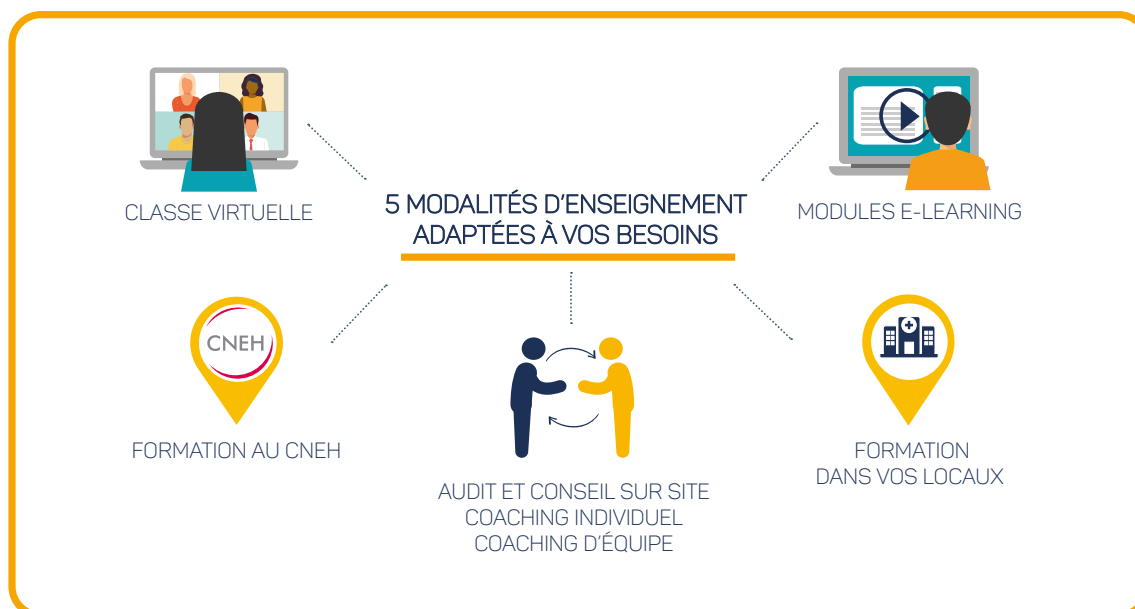 CLASSE VIRTUELLE
MODULES E-LEARNING
5 MODALITÉS D'ENSEIGNEMENT
ADAPTÉES À VOS BESOINS
CNEH
FORMATION AU CNEH
AUDIT ET CONSEIL SUR SITE
COACHING INDIVIDUEL
COACHING D'ÉQUIPE
FORMATION
DANS VOS LOCAUX